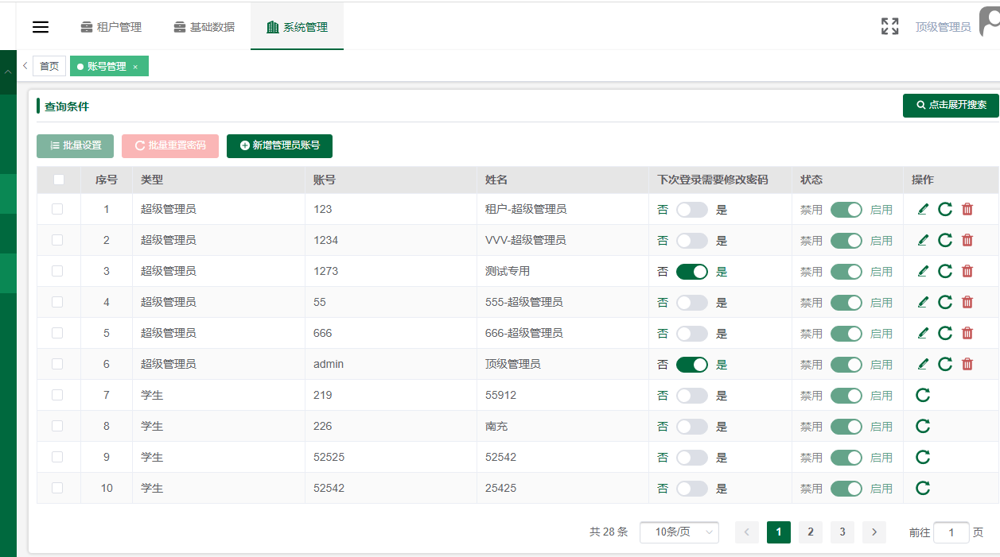 租户管理 基础数据 系统管理 顶级管理员
首页 账号管理 ×
查询条件 点击展开搜索
批量设置 批量重置密码 新增管理员账号
序号 类型 账号 姓名 下次登录需要修改密码 状态 操作
1 超级管理员 123 租户-超级管理员 否 是 禁用 启用
2 超级管理员 1234 VVV-超级管理员 否 是 禁用 启用
3 超级管理员 1273 测试专用 否 是 禁用 启用
4 超级管理员 55 555-超级管理员 否 是 禁用 启用
5 超级管理员 666 666-超级管理员 否 是 禁用 启用
6 超级管理员 admin 顶级管理员 否 是 禁用 启用
7 学生 219 55912 否 是 禁用 启用
8 学生 226 南充 否 是 禁用 启用
9 学生 52525 52542 否 是 禁用 启用
10 学生 52542 25425 否 是 禁用 启用
共 28 条 10条/页 1 2 3 前往 1 页